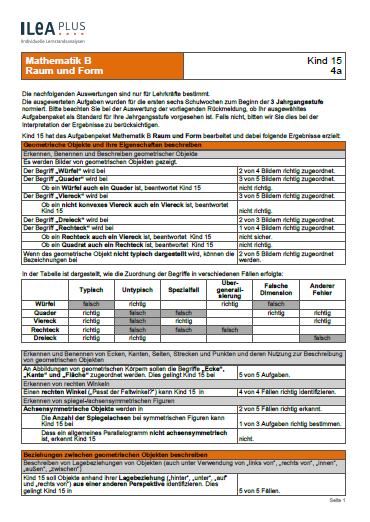 ILeA PLUS
Individuelle Lernstandsanalysen
Mathematik B
Raum und Form
Kind 15
4a
Die nachfolgenden Auswertungen sind nur für Lehrkräfte bestimmt.
Die ausgewerteten Aufgaben wurden für die ersten sechs Schulwochen zum Beginn der 3 Jahrgangsstufe
normiert. Bitte beachten Sie bei der Auswertung der vorliegenden Rückmeldung, ob Ihr ausgewähltes
Aufgabenpaket als Standard für Ihre Jahrgangsstufe vorgesehen ist. Falls nicht, bitten wir Sie dies bei der
Interpretation der Ergebnisse zu berücksichtigen.
Kind 15 hat das Aufgabenpaket Mathematik B Raum und Form bearbeitet und dabei folgende Ergebnisse erzielt:
Geometrische Objekte und ihre Eigenschaften beschreiben
Erkennen, Benennen und Beschreiben geometrischer Objekte
Es werden Bilder von geometrischen Objekten gezeigt.
Der Begriff „Würfel“ wird bei 2 von 4 Bildern richtig zugeordnet.
Der Begriff „Quader“ wird bei 3 von 5 Bildern richtig zugeordnet.
Ob ein Würfel auch ein Quader ist, beantwortet Kind 15 nicht richtig.
Der Begriff „Viereck“ wird bei 3 von 5 Bildern richtig zugeordnet.
Ob ein nicht konvexes Viereck auch ein Viereck ist, beantwortet
Kind 15 nicht richtig.
Der Begriff „Dreieck“ wird bei 2 von 3 Bildern richtig zugeordnet.
Der Begriff „Rechteck“ wird bei 1 von 4 Bildern richtig zugeordnet.
Ob ein Rechteck auch ein Viereck ist, beantwortet Kind 15 nicht sicher.
Ob ein Quadrat auch ein Rechteck ist, beantwortet Kind 15 nicht richtig.
Wenn das geometrische Objekt nicht typisch dargestellt wird, können die 2 von 5 Bildern richtig zugeordnet
Bezeichnungen bei werden.
In der Tabelle ist dargestellt, wie die Zuordnung der Begriffe in verschiedenen Fällen erfolgte:
Typisch Untypisch Spezialfall Über-generali-sierung Falsche Dimension Anderer Fehler
Würfel falsch richtig richtig falsch
Quader richtig falsch falsch richtig richtig
Viereck richtig falsch richtig richtig
Rechteck richtig falsch falsch falsch
Dreieck richtig richtig falsch
Erkennen und Benennen von Ecken, Kanten, Seiten, Strecken und Punkten und deren Nutzung zur Beschreibung
von geometrischen Objekten
An Abbildungen von geometrischen Körpern sollen die Begriffe „Ecke“,
„Kante“ und „Fläche“ zugeordnet werden. Dies gelingt Kind 15 bei 5 von 5 Aufgaben.
Erkennen von rechten Winkeln
Einen rechten Winkel („Passt der Faltwinkel?“) kann Kind 15 in 4 von 4 Fällen richtig identifizieren.
Erkennen von spiegel-/achsensymmetrischen Figuren
Achsensymmetrische Objekte werden in 2 von 5 Fällen richtig erkannt.
Die Anzahl der Spiegelachsen bei symmetrischen Figuren kann
Kind 15 bei 1 von 3 Aufgaben richtig bestimmen.
Dass ein allgemeines Parallelogramm nicht achsensymmetrisch
ist, erkennt Kind 15 nicht.
Beziehungen zwischen geometrischen Objekten beschreiben
Beschreiben von Lagebeziehungen von Objekten (auch unter Verwendung von „links von“, „rechts von“, „innen“,
„außen“, „zwischen“)
Kind 15 soll Objekte anhand ihrer Lagebeziehung („hinter“, „unter“, „auf“
und „rechts von“) aus einer anderen Perspektive identifizieren. Dies
gelingt Kind 15 in 5 von 5 Fällen.
Seite 1